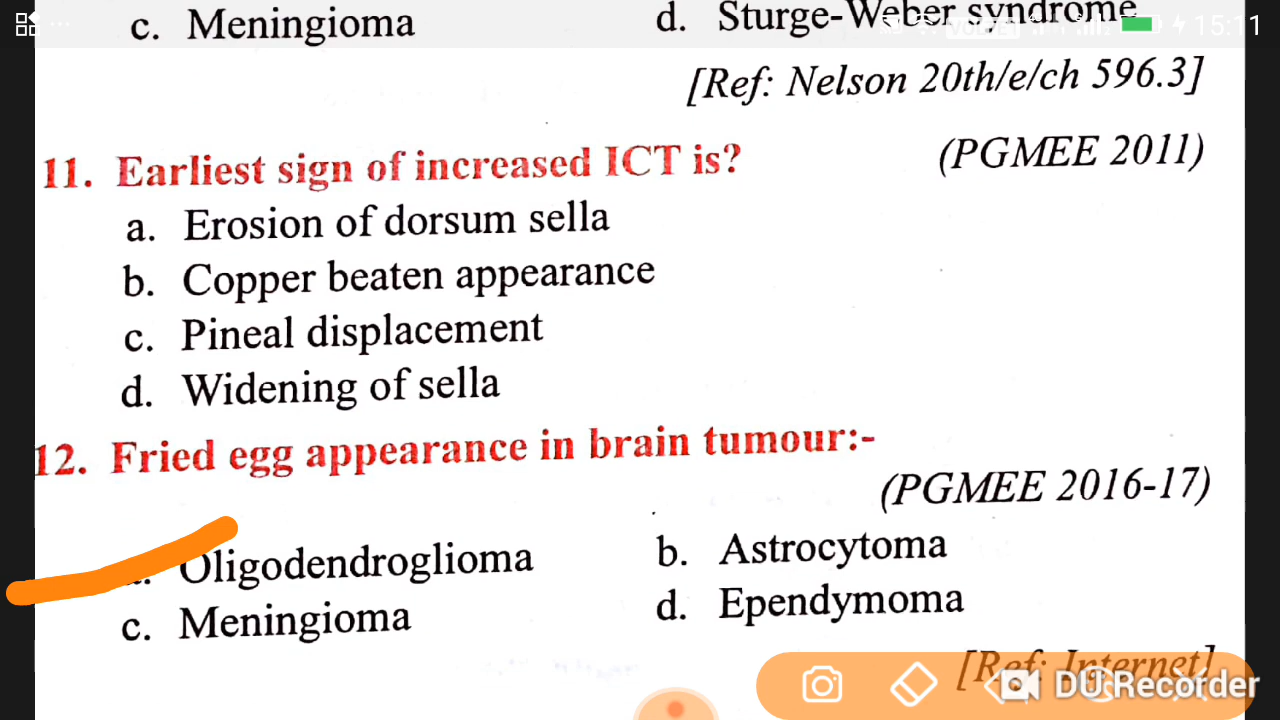 c. Meningioma d. Sturge-Weber syndrome
15:11
[Ref: Nelson 20th/e/ch 596.3]
11. Earliest sign of increased ICT is? (PGMEE 2011)
a. Erosion of dorsum sella
b. Copper beaten appearance
c. Pineal displacement
d. Widening of sella
12. Fried egg appearance in brain tumour:-
(PGMEE 2016-17)
Oligodendroglioma b. Astrocytoma
c. Meningioma d. Ependymoma
[Ref: Internet]
DU Recorder